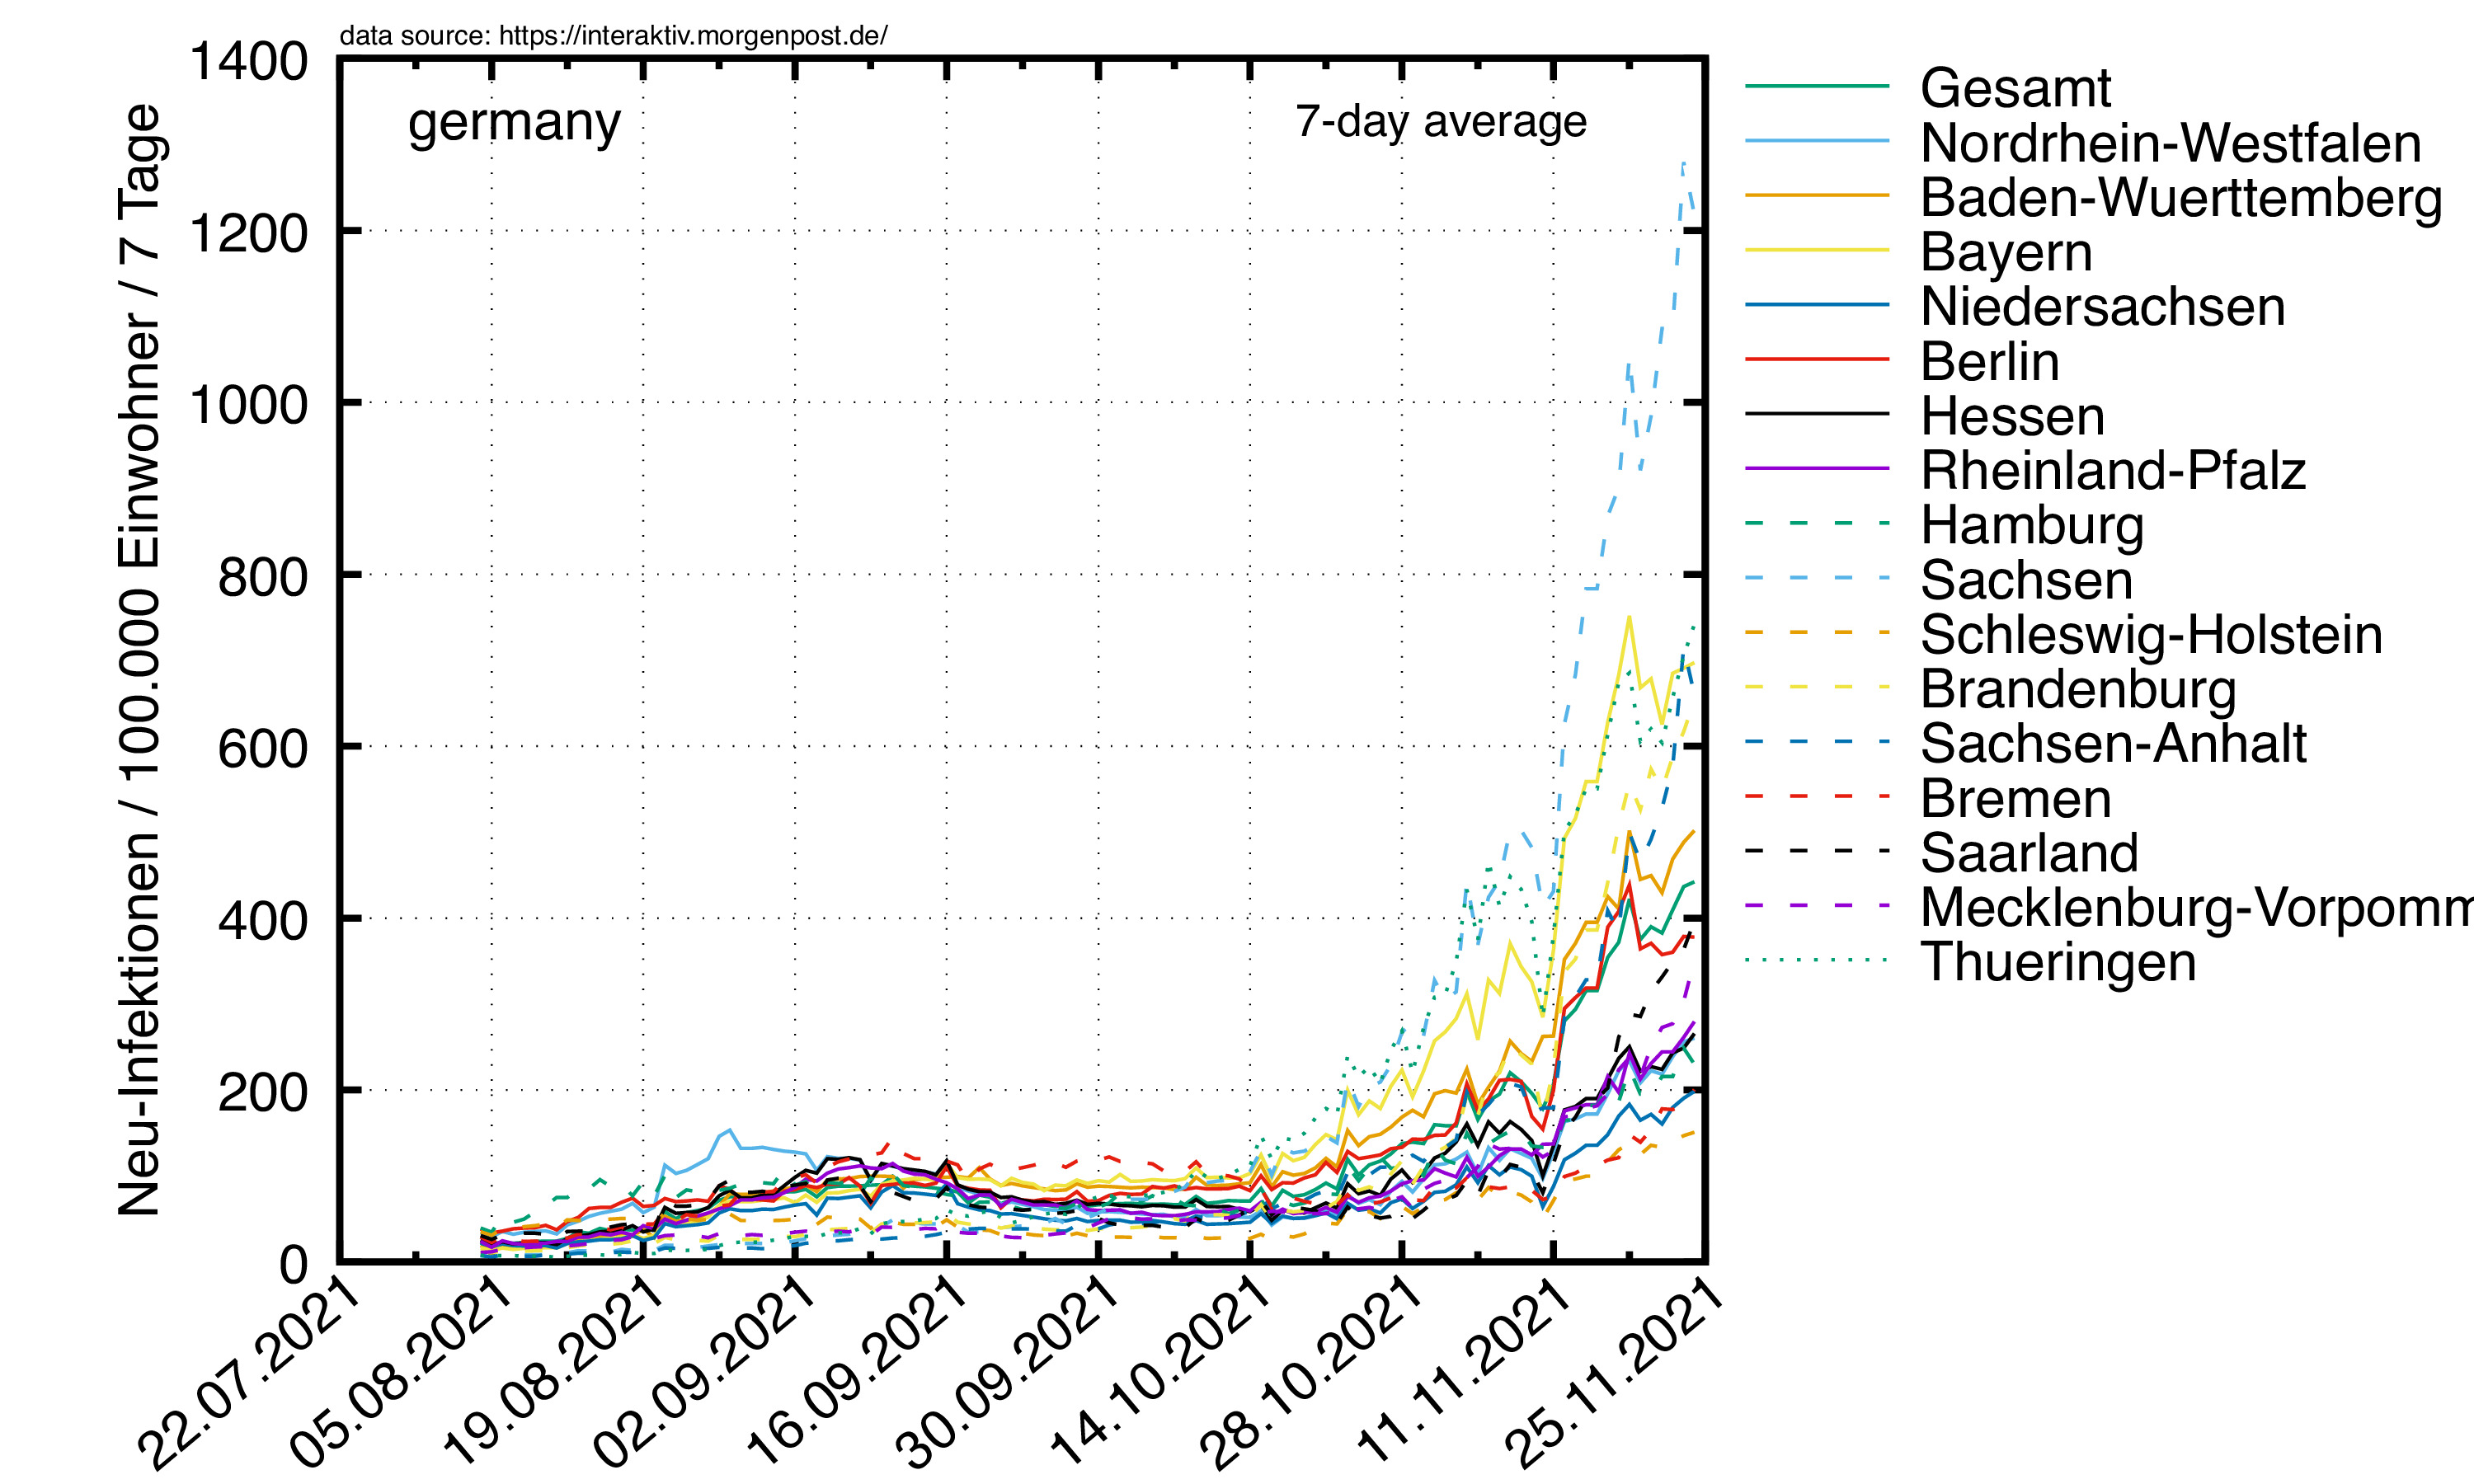 data source: https://interaktiv.morgenpost.de/
germany
7-day average
Neu-Infektionen / 100.000 Einwohner / 7 Tage
1400
1200
1000
800
600
400
200
0
22.07.2021
05.08.2021
19.08.2021
02.09.2021
16.09.2021
30.09.2021
14.10.2021
28.10.2021
11.11.2021
25.11.2021
Gesamt
Nordrhein-Westfalen
Baden-Wuerttemberg
Bayern
Niedersachsen
Berlin
Hessen
Rheinland-Pfalz
Hamburg
Sachsen
Schleswig-Holstein
Brandenburg
Sachsen-Anhalt
Bremen
Saarland
Mecklenburg-Vorpomm
Thueringen